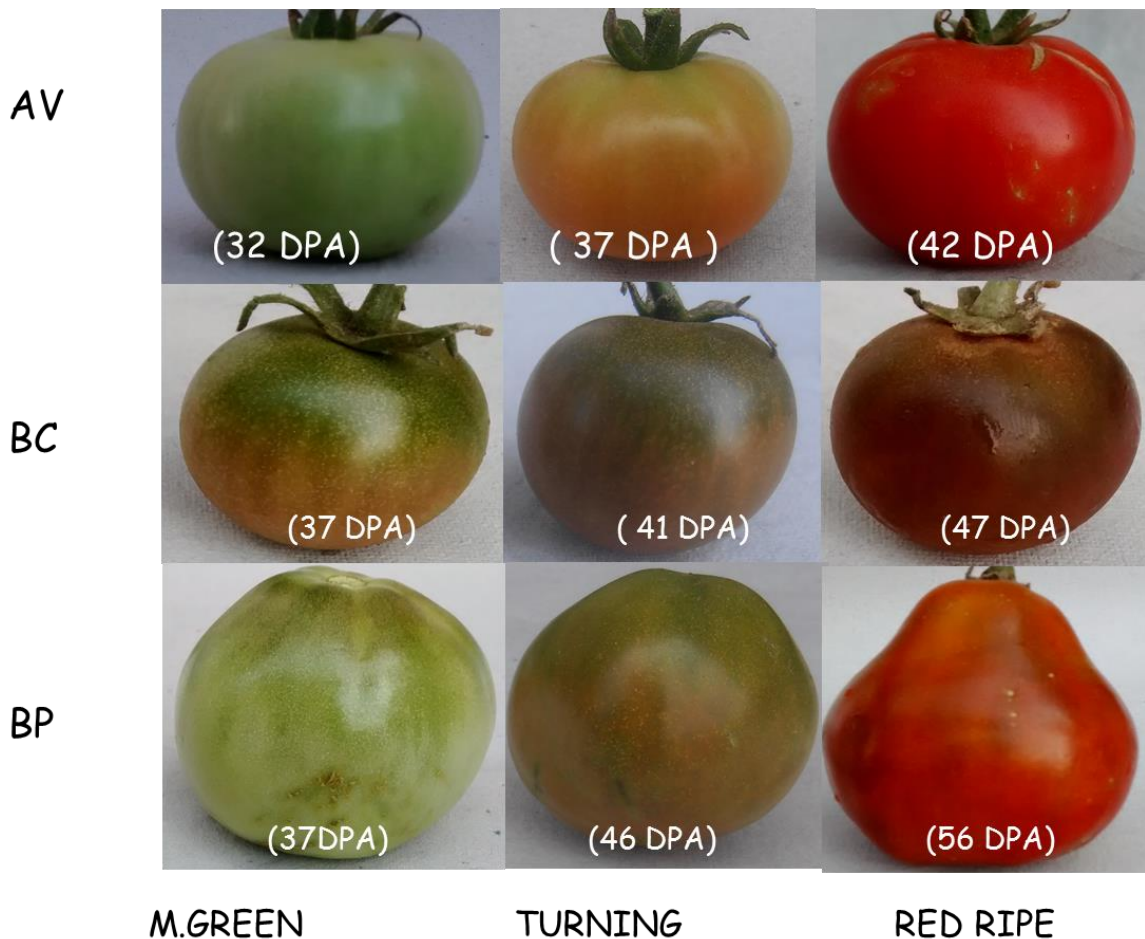 AV
(32 DPA)
( 37 DPA )
(42 DPA)
BC
(37 DPA)
( 41 DPA)
(47 DPA)
BP
(37DPA)
(46 DPA)
(56 DPA)
M.GREEN
TURNING
RED RIPE